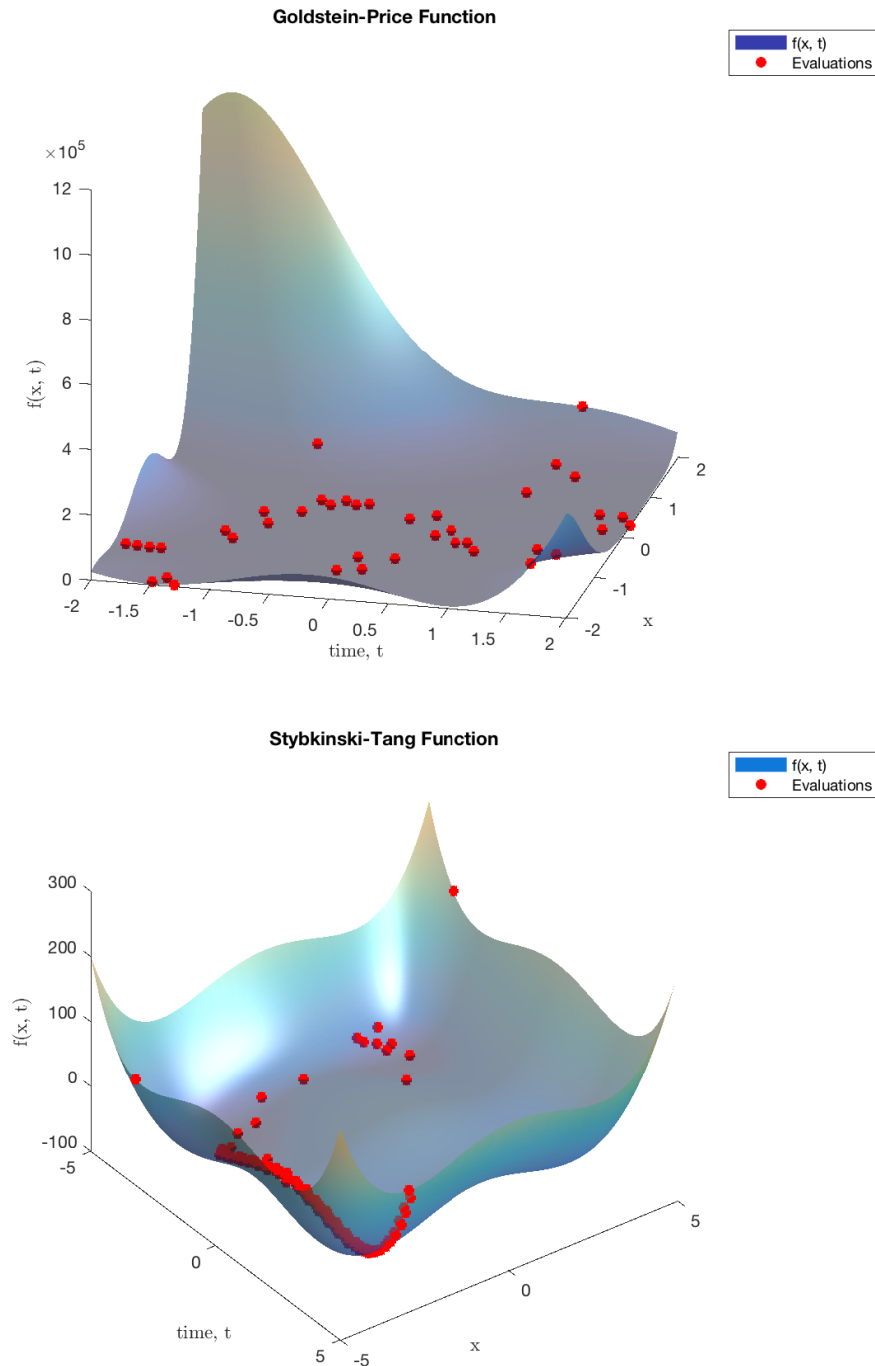 Goldstein-Price Function
f(x, t)
Evaluations
×10⁵
12
10
8
6
4
2
0
f(x, t)
-2
-1.5
-1
-0.5
0
0.5
1
1.5
2
time, t
2
1
0
-1
-2
x
Stybkinski-Tang Function
f(x, t)
Evaluations
300
200
100
0
-100
f(x, t)
-5
0
5
time, t
5
0
-5
x